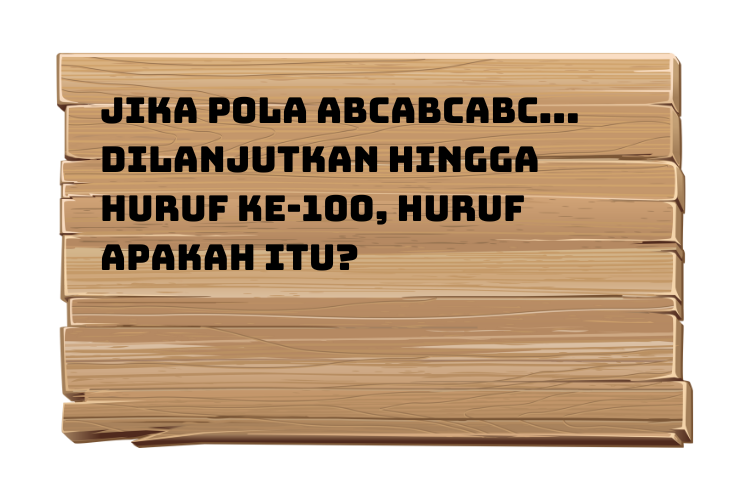 JIKA POLA ABCABCABC...
DILANJUTKAN HINGGA
HURUF KE-100, HURUF
APAKAH ITU?